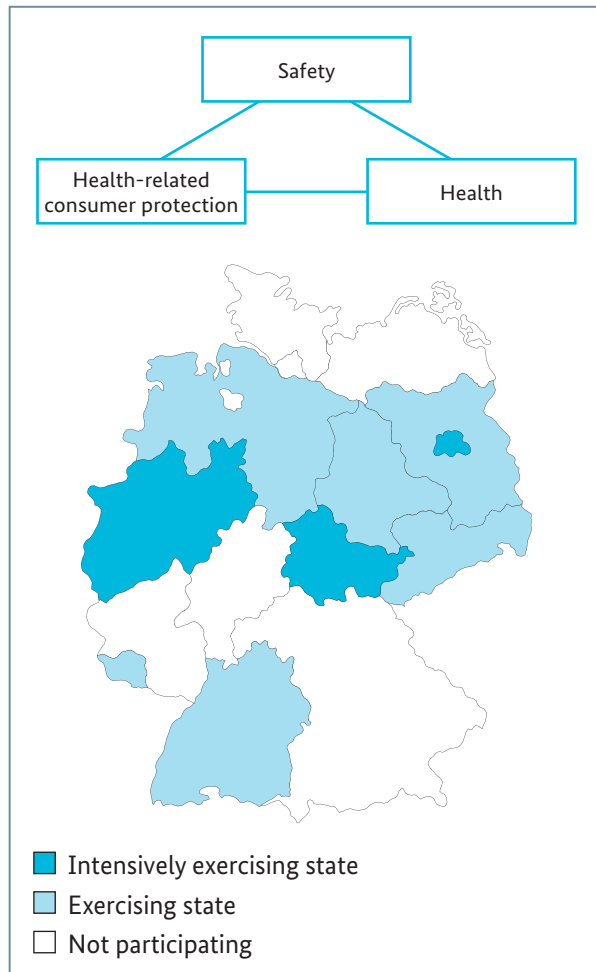 Safety
Health-related
consumer protection
Health
Intensively exercising state
Exercising state
Not participating